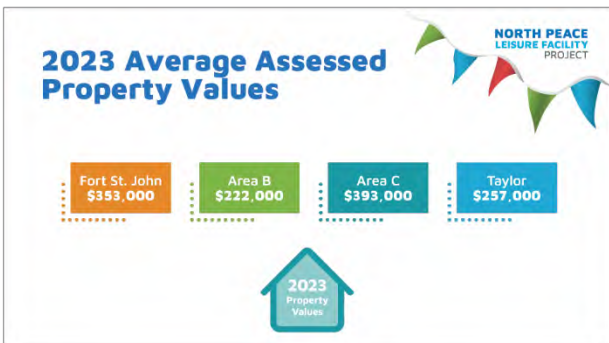 NORTH PEACE
LEISURE FACILITY
PROJECT
2023 Average Assessed
Property Values
Fort St. John
$353,000
Area B
$222,000
Area C
$393,000
Taylor
$257,000
2023
Property
Values